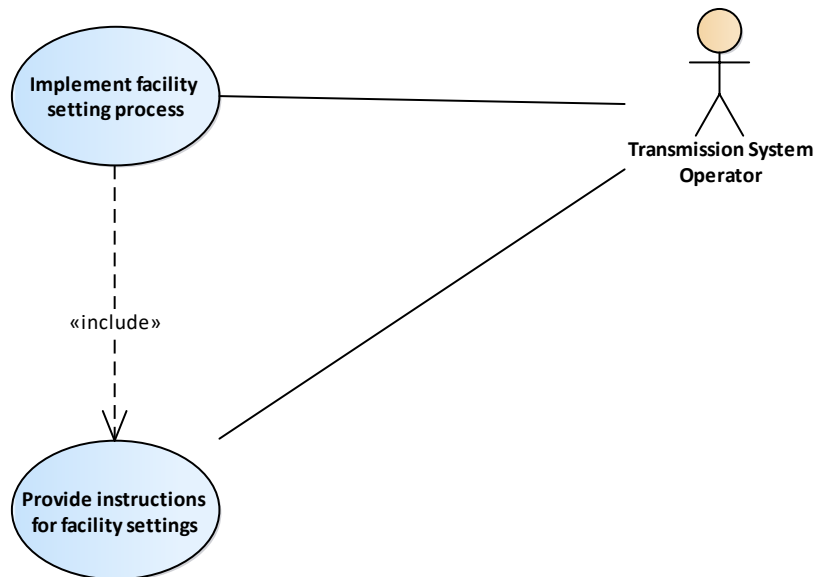 Implement facility
setting process
Transmission System
Operator
«include»
Provide instructions
for facility settings